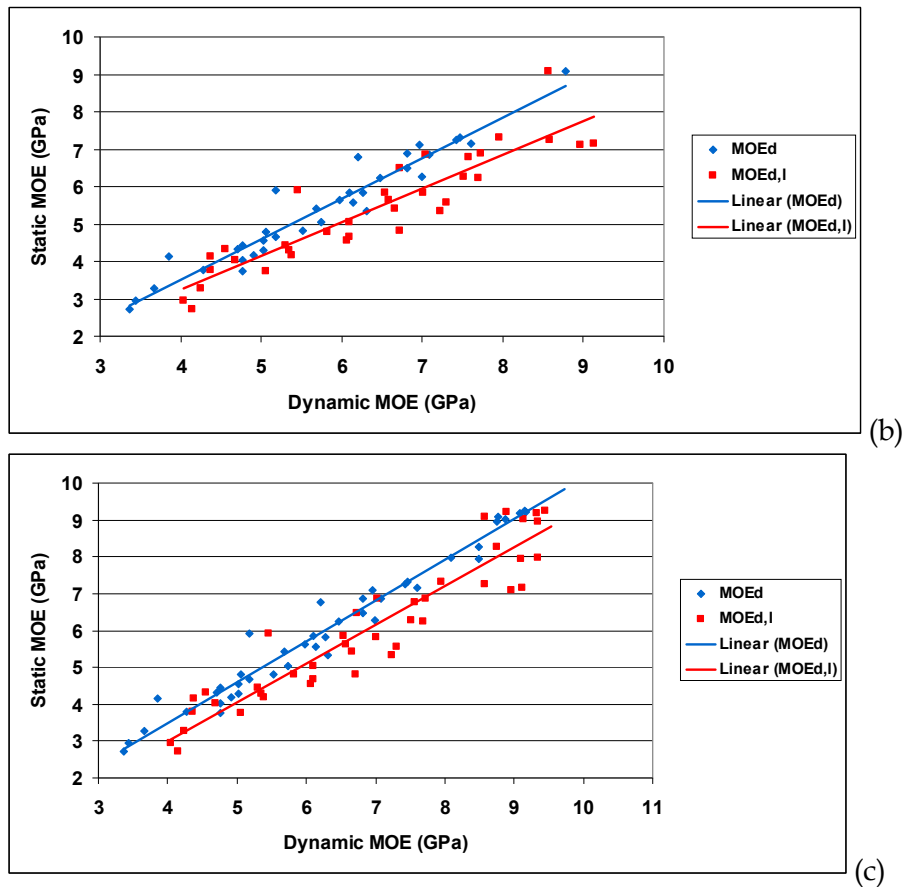 10
9
8
7
6
5
4
3
2
Static MOE (GPa)
3 4 5 6 7 8 9 10
Dynamic MOE (GPa)
MOEd
MOEd,l
Linear (MOEd)
Linear (MOEd,l)
(b)
10
9
8
7
6
5
4
3
2
Static MOE (GPa)
3 4 5 6 7 8 9 10 11
Dynamic MOE (GPa)
MOEd
MOEd,l
Linear (MOEd)
Linear (MOEd,l)
(c)